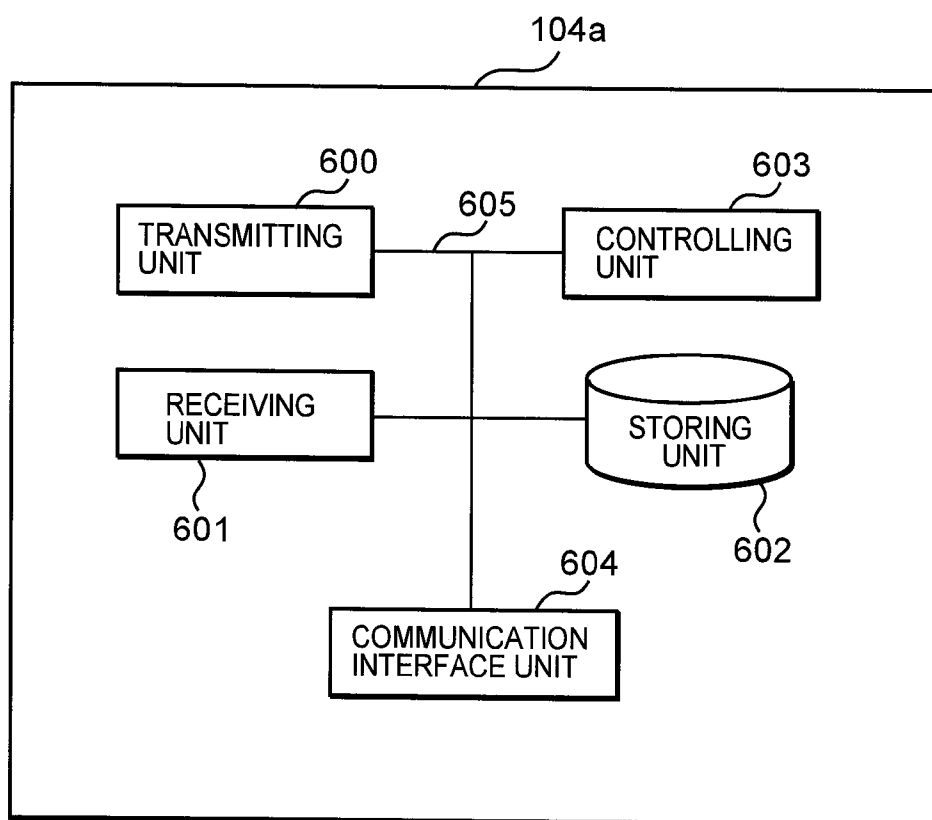 104a
600
603
605
TRANSMITTING
UNIT
CONTROLLING
UNIT
RECEIVING
UNIT
STORING
UNIT
601
602
604
COMMUNICATION
INTERFACE UNIT